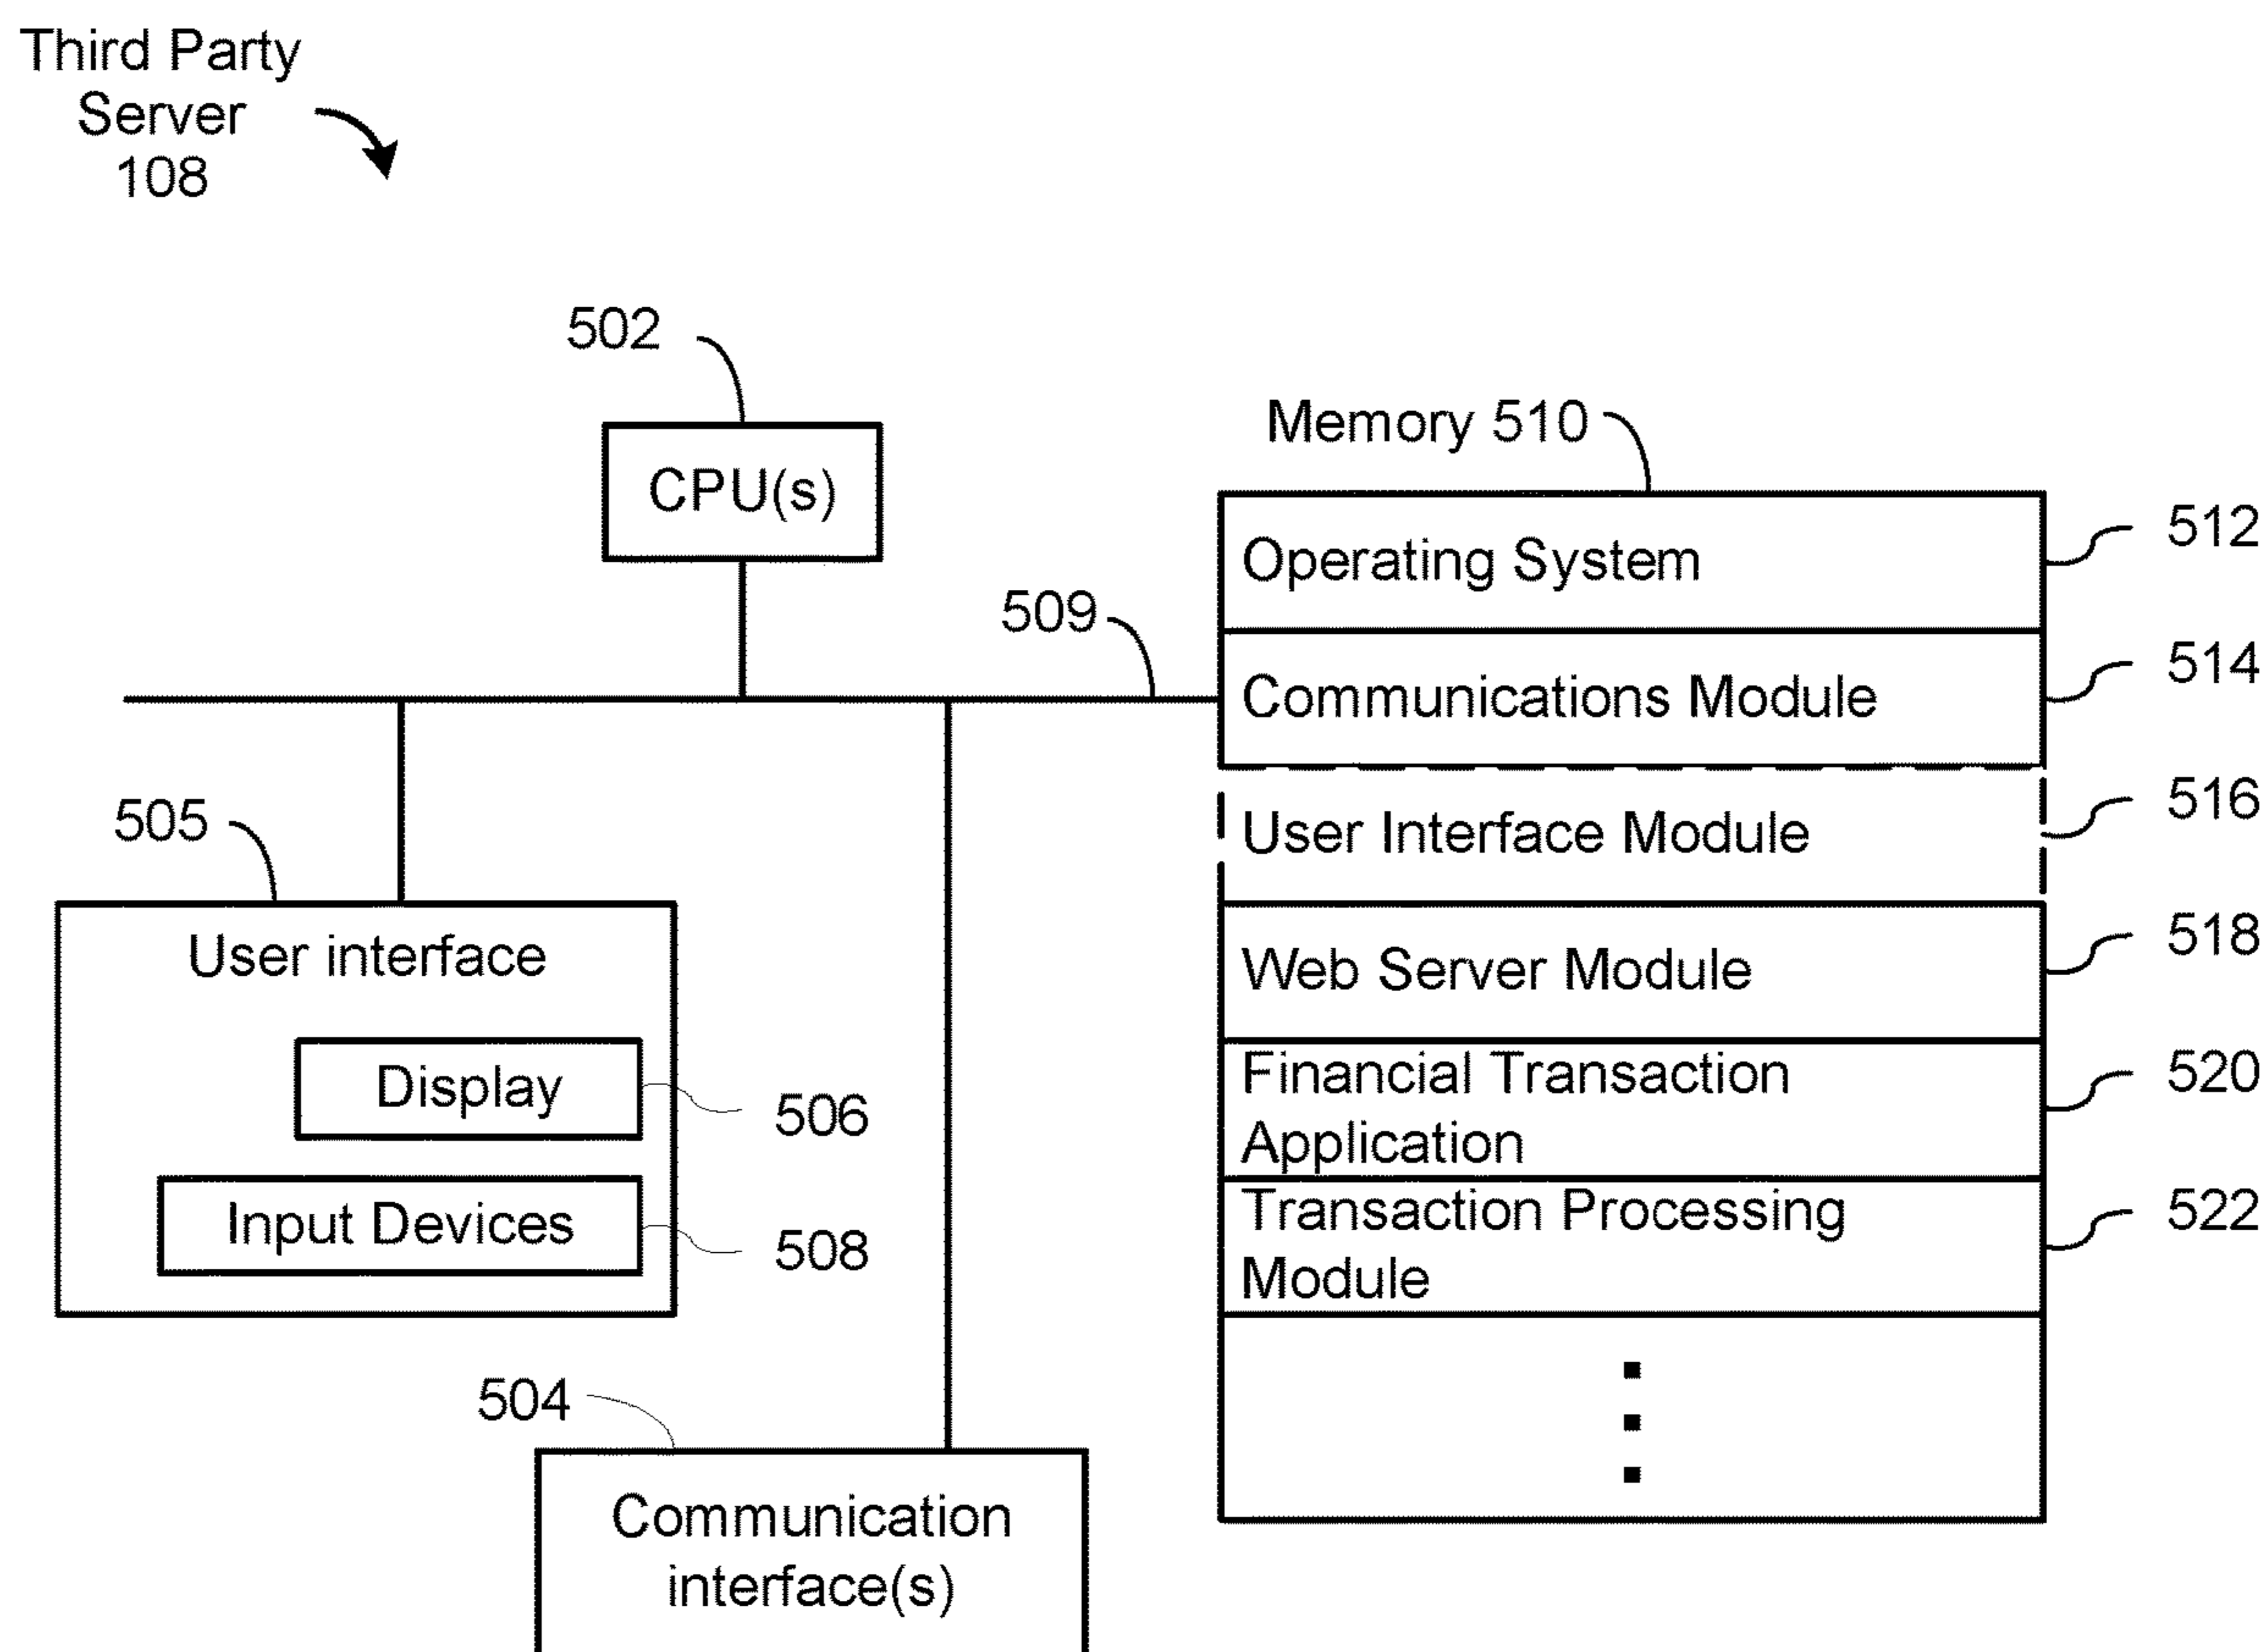 Third Party
Server
108
502
CPU(s)
509
Memory 510
Operating System
512
Communications Module
514
User Interface Module
516
Web Server Module
518
Financial Transaction
Application
520
Transaction Processing
Module
522
505
User interface
Display
506
Input Devices
508
504
Communication
interface(s)